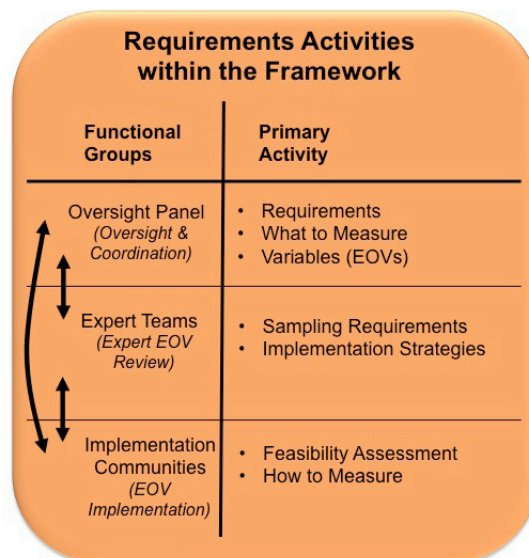 Requirements Activities
within the Framework
Functional
Groups
Primary
Activity
Oversight Panel
(Oversight &
Coordination)
• Requirements
• What to Measure
• Variables (EOVs)
Expert Teams
(Expert EOV
Review)
• Sampling Requirements
• Implementation Strategies
Implementation
Communities
(EOV
Implementation)
• Feasibility Assessment
• How to Measure